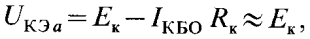 U_{КЭа} = E_к − I_{КБО} R_к ≈ E_к,